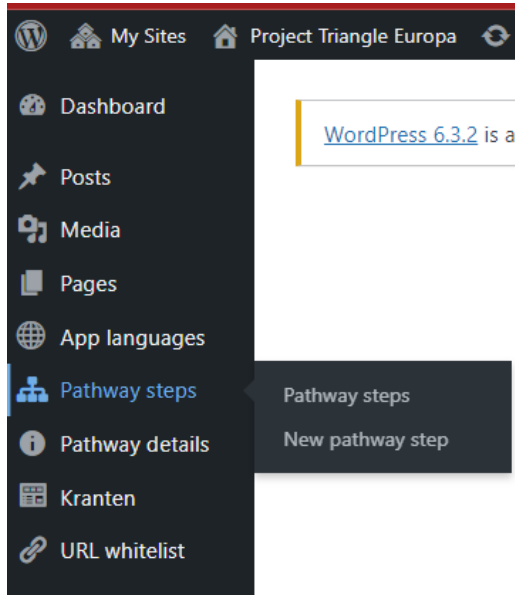 My Sites Project Triangle Europa
Dashboard
WordPress 6.3.2 is a
Posts
Media
Pages
App languages
Pathway steps
Pathway steps
New pathway step
Pathway details
Kranten
URL whitelist